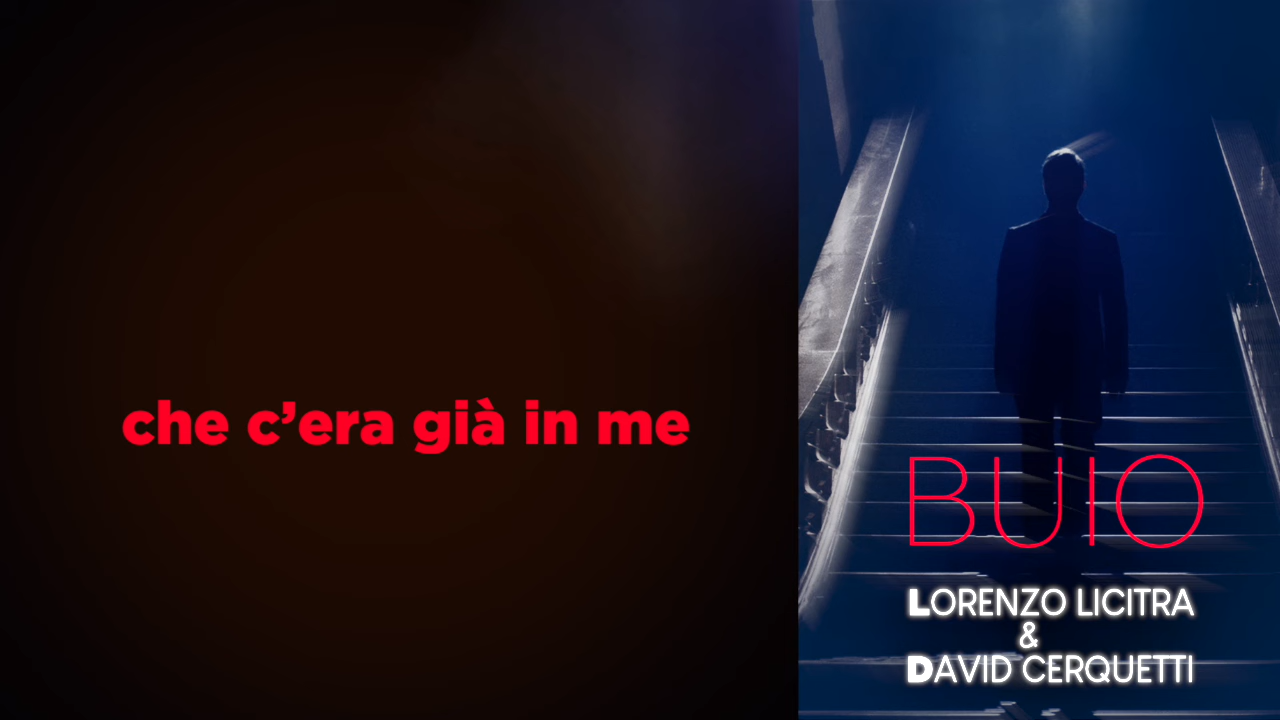 che c’era già in me
BUIO
LORENZO LICITRA
&
DAVID CERQUETTI